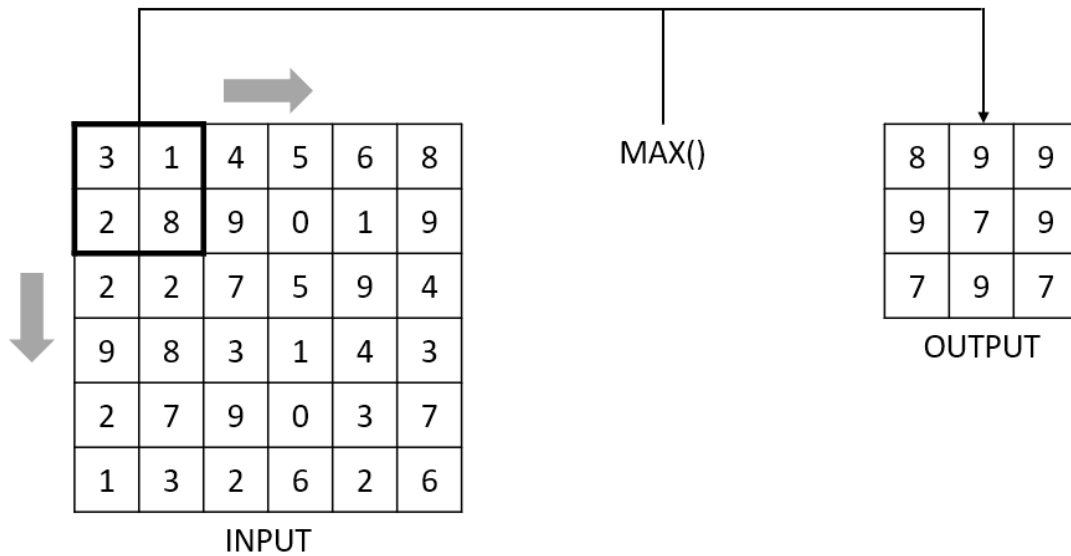 3 1 4 5 6 8
2 8 9 0 1 9
2 2 7 5 9 4
9 8 3 1 4 3
2 7 9 0 3 7
1 3 2 6 2 6
INPUT
MAX()
8 9 9
9 7 9
7 9 7
OUTPUT